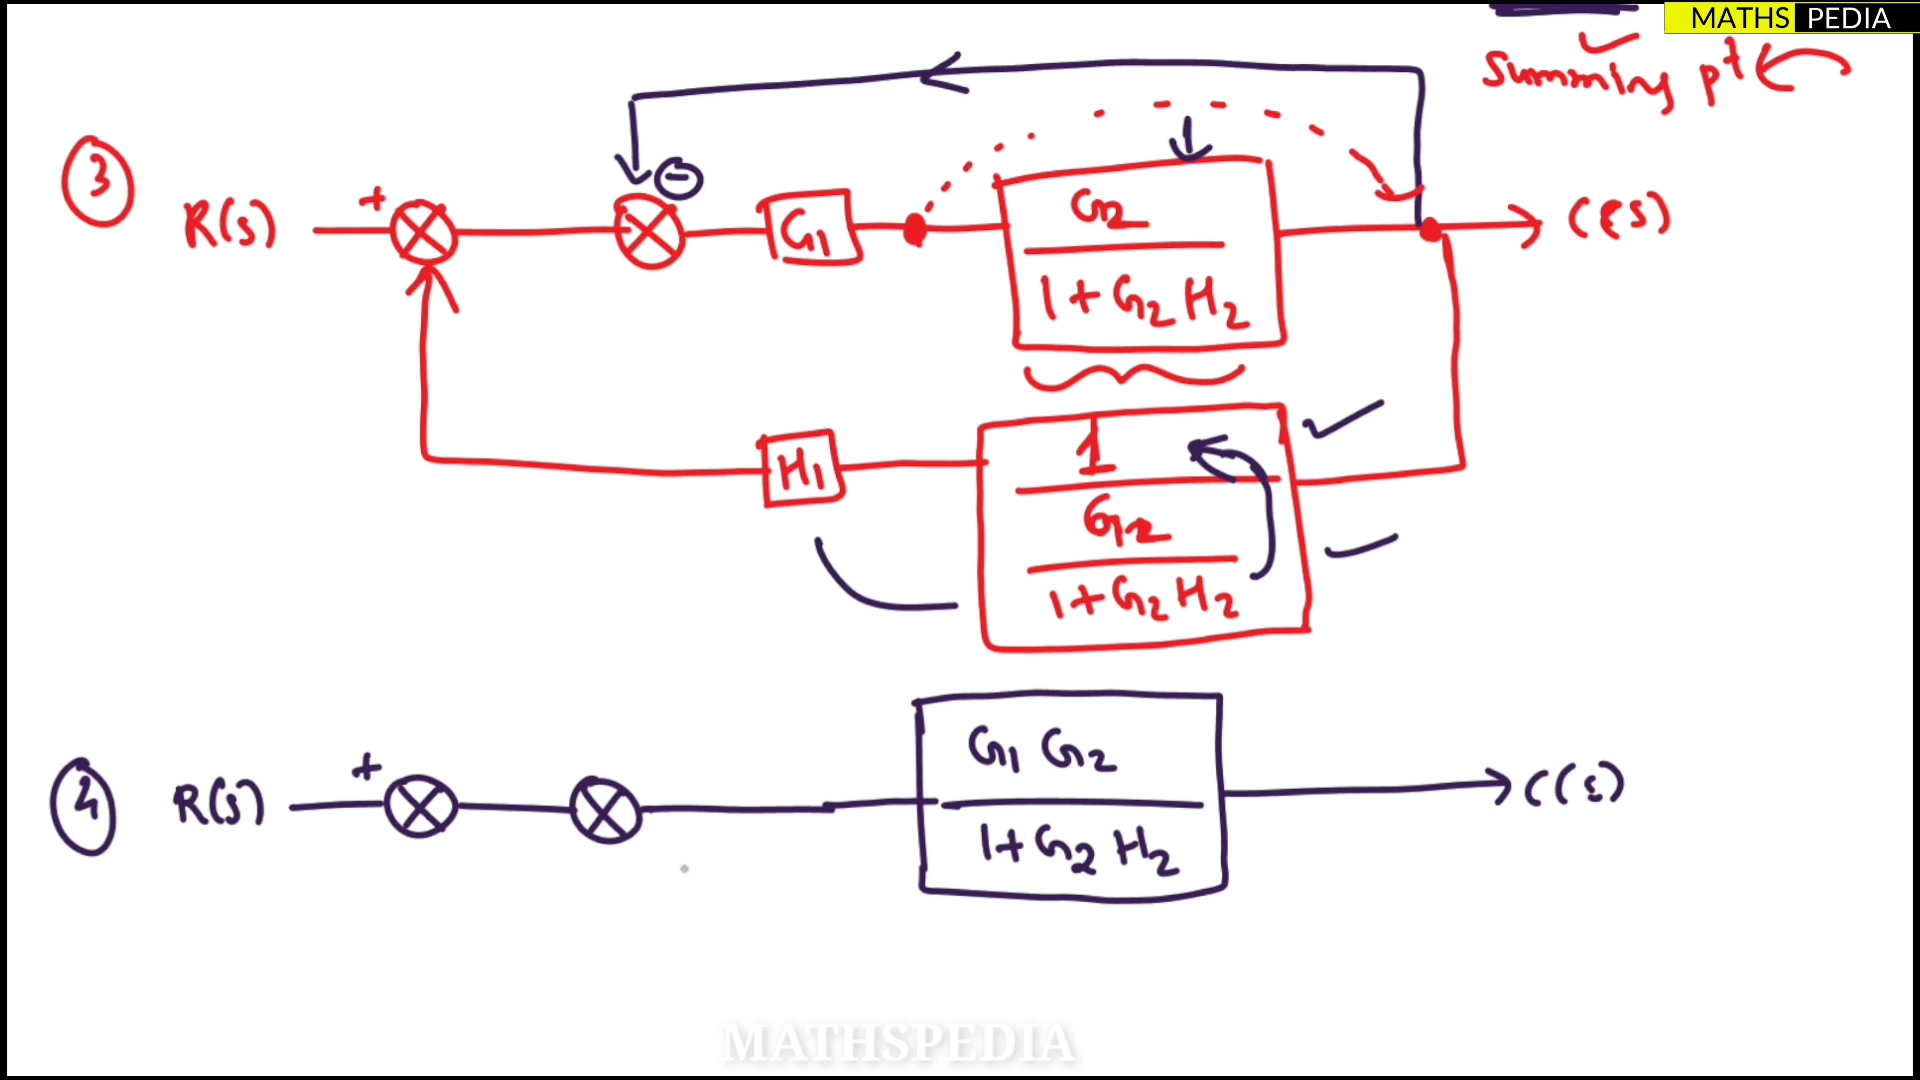 MATHS PEDIA
Summing pt
3
R(s) + ⊗ ⊖ ⊗ G1 G2 / 1+G2H2 C(s)
H1 1 / G2 / 1+G2H2
4
R(s) + ⊗ ⊗ G1 G2 / 1+G2 H2 C(s)
MATHSPEDIA